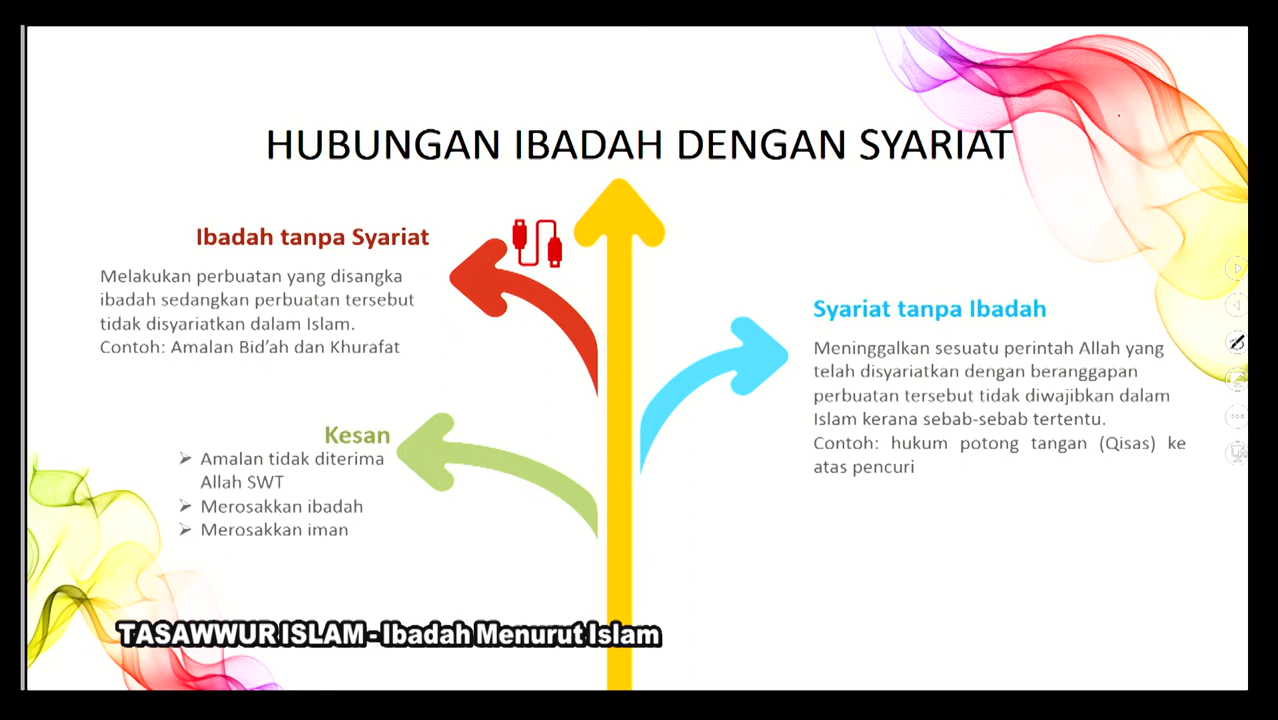 HUBUNGAN IBADAH DENGAN SYARIAT
Ibadah tanpa Syariat
Melakukan perbuatan yang disangka
ibadah sedangkan perbuatan tersebut
tidak disyariatkan dalam Islam.
Contoh: Amalan Bid’ah dan Khurafat
Syariat tanpa Ibadah
Meninggalkan sesuatu perintah Allah yang
telah disyariatkan dengan beranggapan
perbuatan tersebut tidak diwajibkan dalam
Islam kerana sebab-sebab tertentu.
Contoh: hukum potong tangan (Qisas) ke
atas pencuri
Kesan
Amalan tidak diterima
Allah SWT
Merosakkan ibadah
Merosakkan iman
TASAWWUR ISLAM - Ibadah Menurut Islam